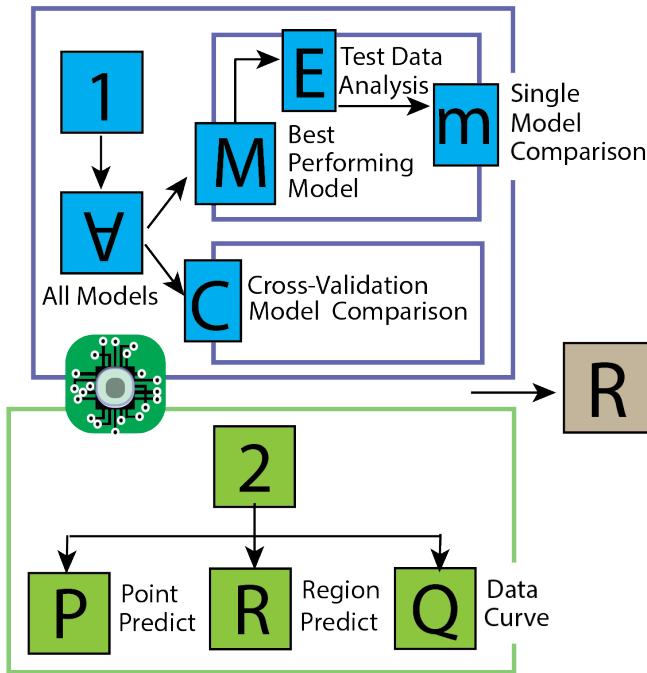 1
∀
All Models
M
Best
Performing
Model
E
Test Data
Analysis
m
Single
Model
Comparison
C
Cross-Validation
Model Comparison
R
2
P
Point
Predict
R
Region
Predict
Q
Data
Curve